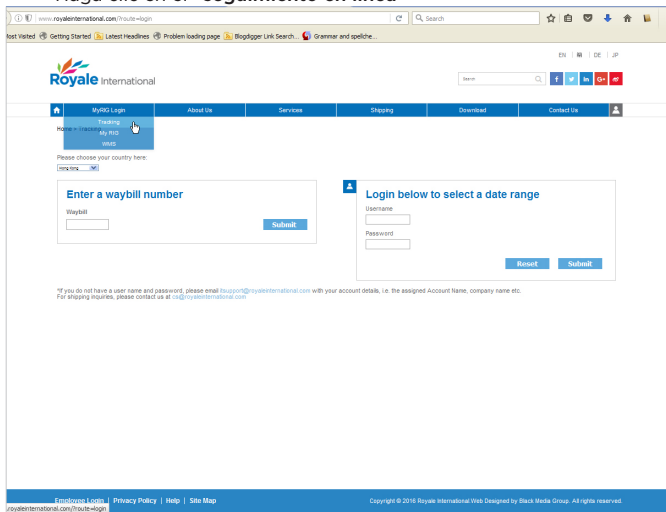 Haga clic en el "seguimiento en línea"
www.royaleinternational.com/?route=login
Search
Most Visited Getting Started Latest Headlines Problem loading page Blogdigger Link Search... Grammar and spellche...
EN | 繁 | DE | JP
Royale International
Search
MyRIG Login About Us Services Shipping Download Contact Us
Tracking
Home > Tracking
My RIG
WMS
Please choose your country here:
Hong Kong
Enter a waybill number
Waybill
Submit
Login below to select a date range
Username
Password
Reset Submit
*If you do not have a user name and password, please email itsupport@royaleinternational.com with your account details, i.e. the assigned Account Name, company name etc.
For shipping inquiries, please contact us at cs@royaleinternational.com
Employee Login | Privacy Policy | Help | Site Map
Copyright © 2016 Royale International.Web Designed by Black Media Group. All rights reserved.
.royaleinternational.com/?route=login